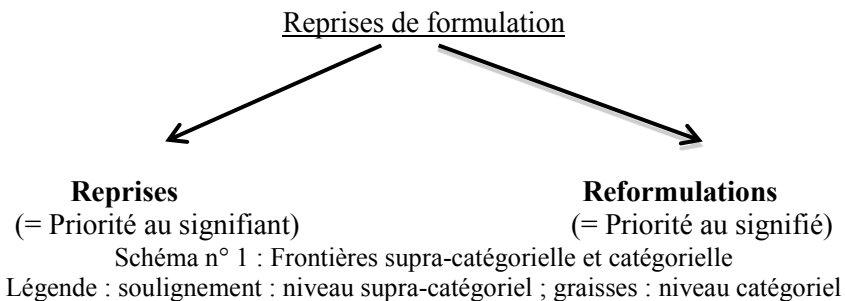 Reprises de formulation
Reprises
Reformulations
(= Priorité au signifiant)
(= Priorité au signifié)
Schéma n° 1 : Frontières supra-catégorielle et catégorielle
Légende : soulignement : niveau supra-catégoriel ; graisses : niveau catégoriel